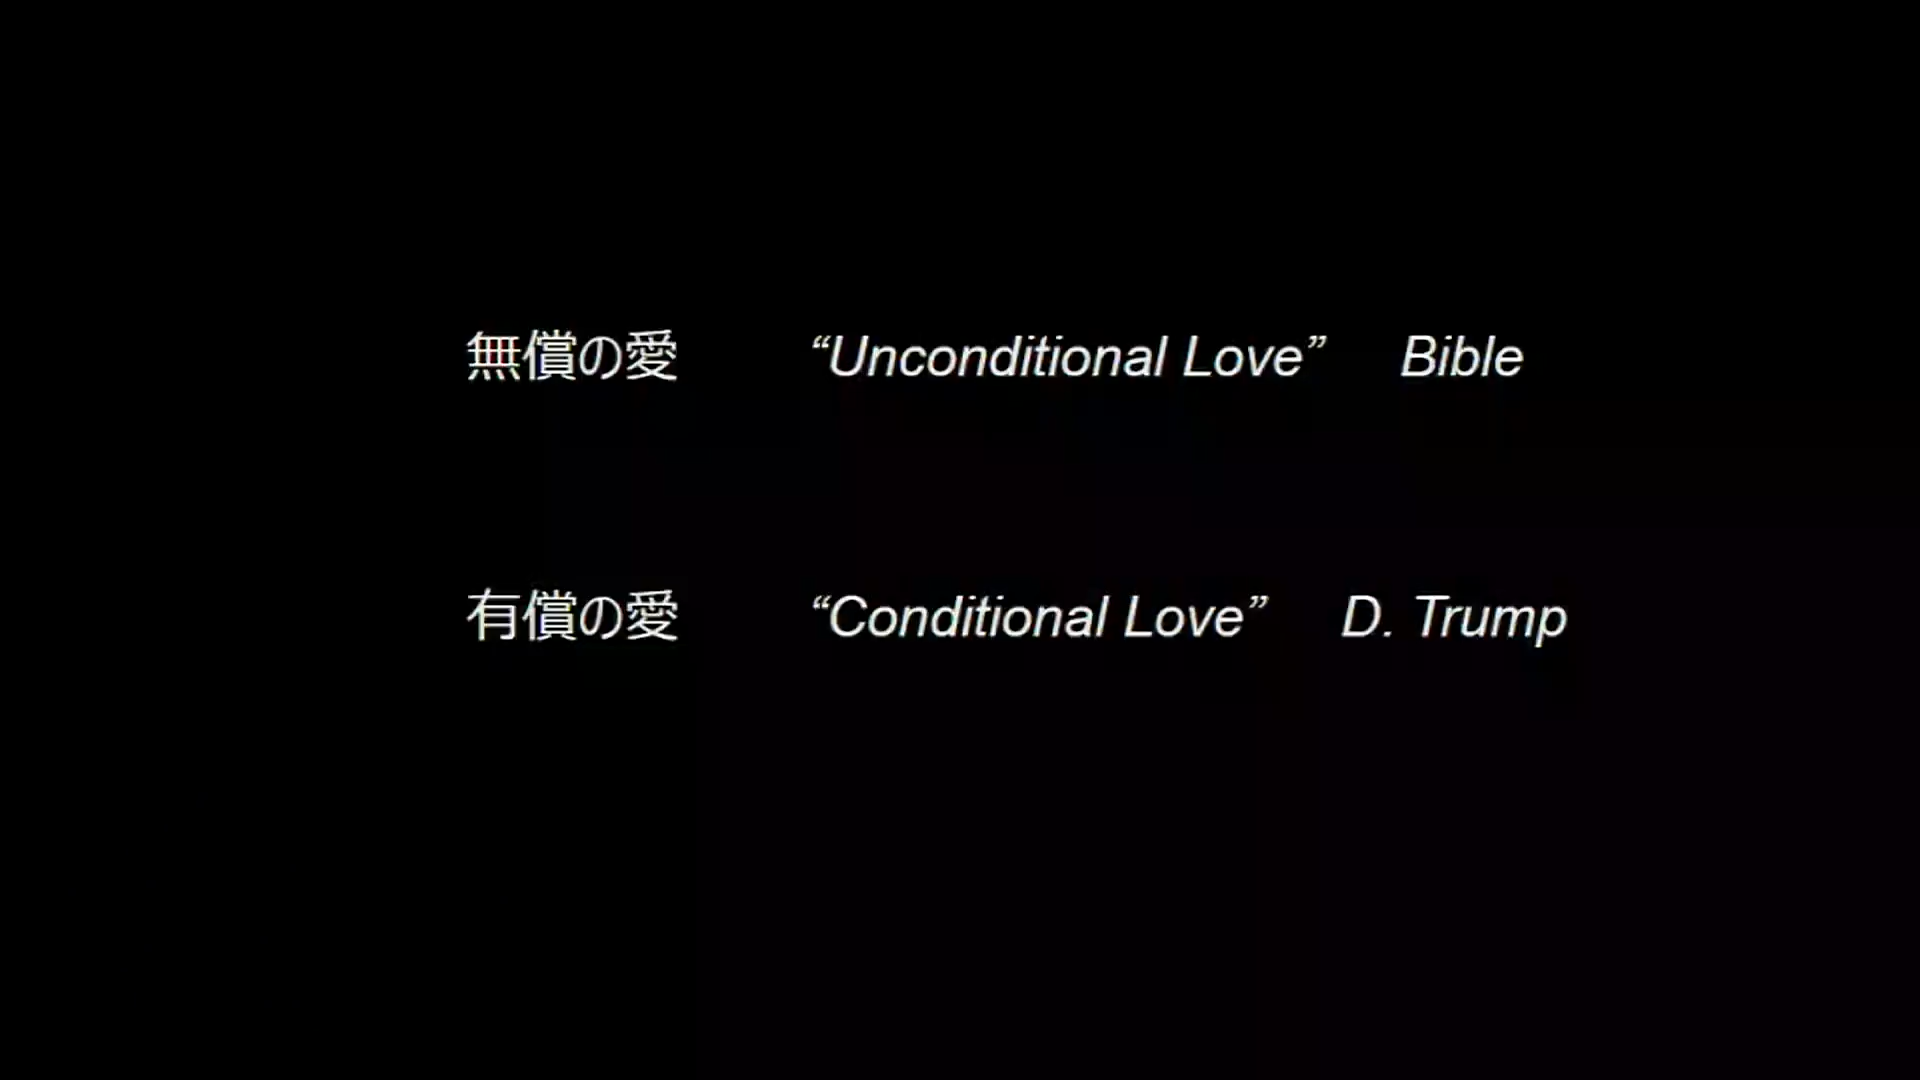 無償の愛 “Unconditional Love” Bible
有償の愛 “Conditional Love” D. Trump